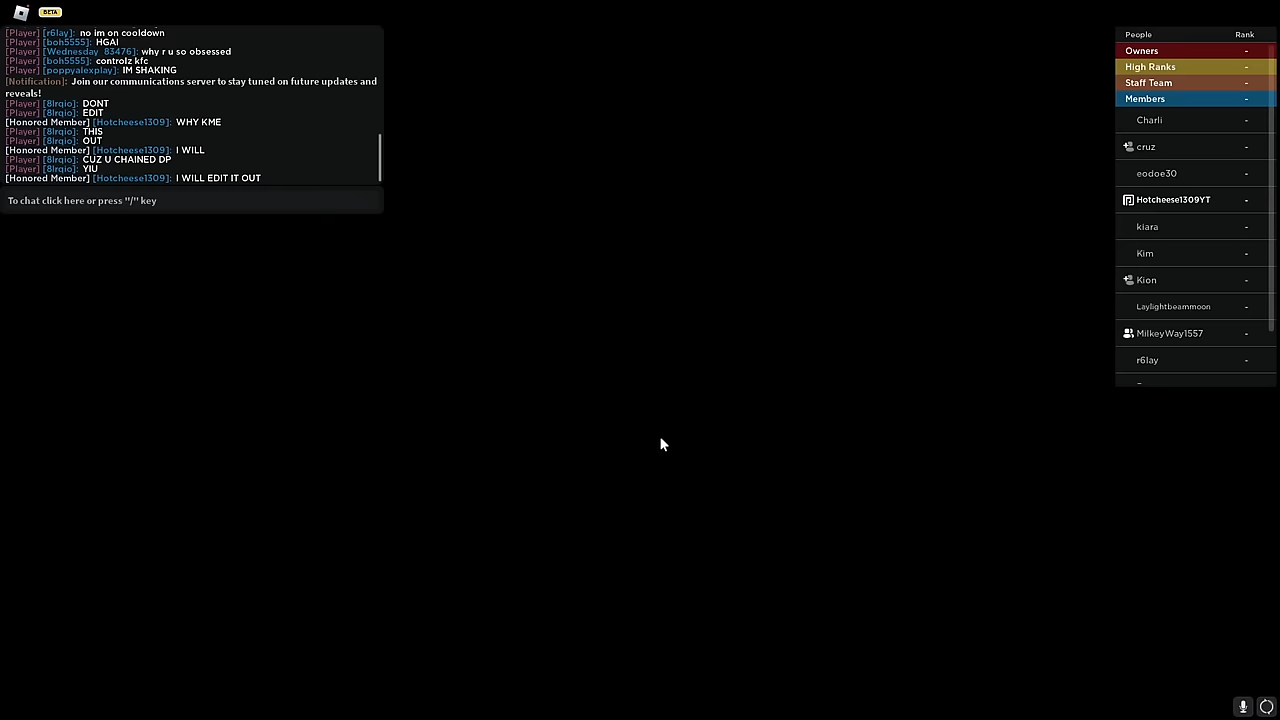 BETA
[Player] [r6lay]: no im on cooldown
[Player] [boh5555]: HGAI
[Player] [Wednesday_83476]: why r u so obsessed
[Player] [boh5555]: controlz kfc
[Player] [poppyalexplay]: IM SHAKING
[Notification]: Join our communications server to stay tuned on future updates and
reveals!
[Player] [8lrqio]: DONT
[Player] [8lrqio]: EDIT
[Honored Member] [Hotcheese1309]: WHY KME
[Player] [8lrqio]: THIS
[Player] [8lrqio]: OUT
[Honored Member] [Hotcheese1309]: I WILL
[Player] [8lrqio]: CUZ U CHAINED DP
[Player] [8lrqio]: YIU
[Honored Member] [Hotcheese1309]: I WILL EDIT IT OUT
To chat click here or press "/" key
People Rank
Owners -
High Ranks -
Staff Team -
Members -
Charli -
cruz -
eodoe30 -
Hotcheese1309YT -
kiara -
Kim -
Kion -
Laylightbeammoon -
MilkeyWay1557 -
r6lay -